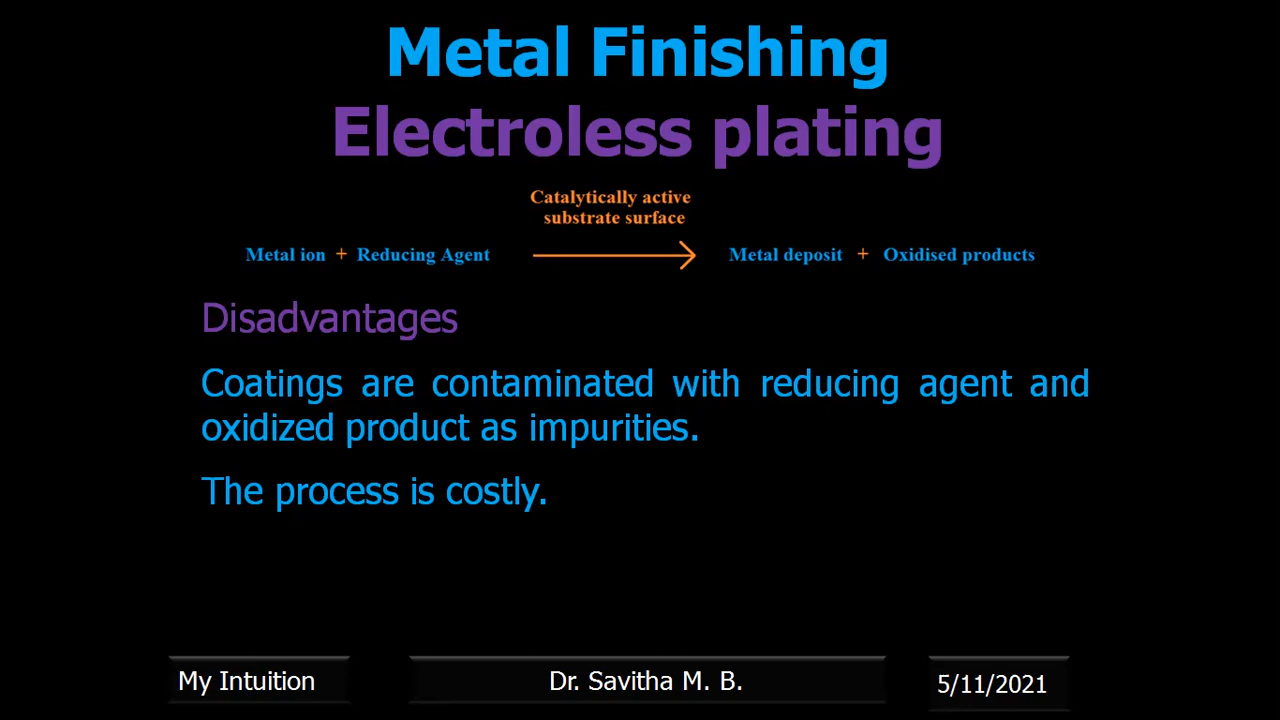 Metal Finishing
Electroless plating
Catalytically active
substrate surface
Metal ion + Reducing Agent Metal deposit + Oxidised products
Disadvantages
Coatings are contaminated with reducing agent and
oxidized product as impurities.
The process is costly.
My Intuition Dr. Savitha M. B. 5/11/2021